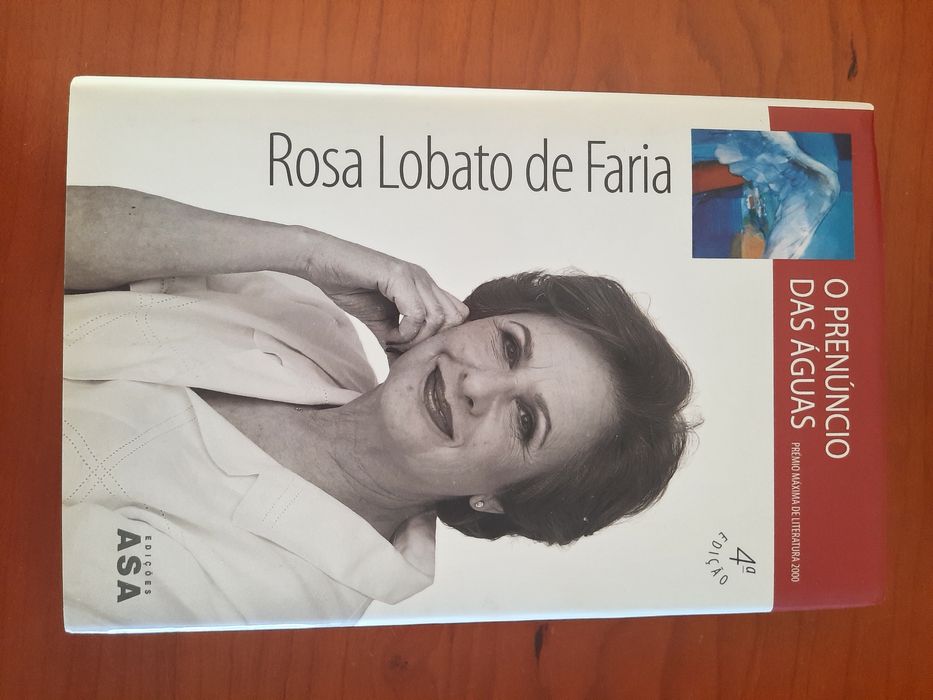 O PRENÚNCIO
DAS ÁGUAS
PRÉMIO MÁXIMA DE LITERATURA 2000
Rosa Lobato de Faria
4ª
EDIÇÃO
EDIÇÕES
ASA